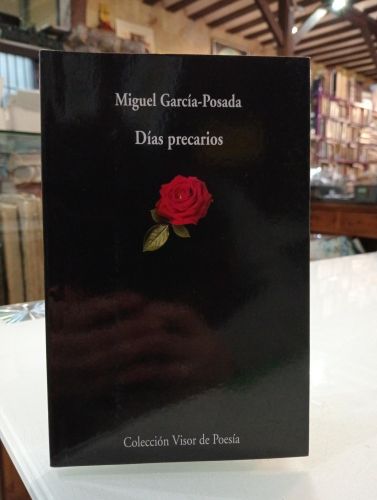 Miguel García-Posada
Días precarios
Colección Visor de Poesía